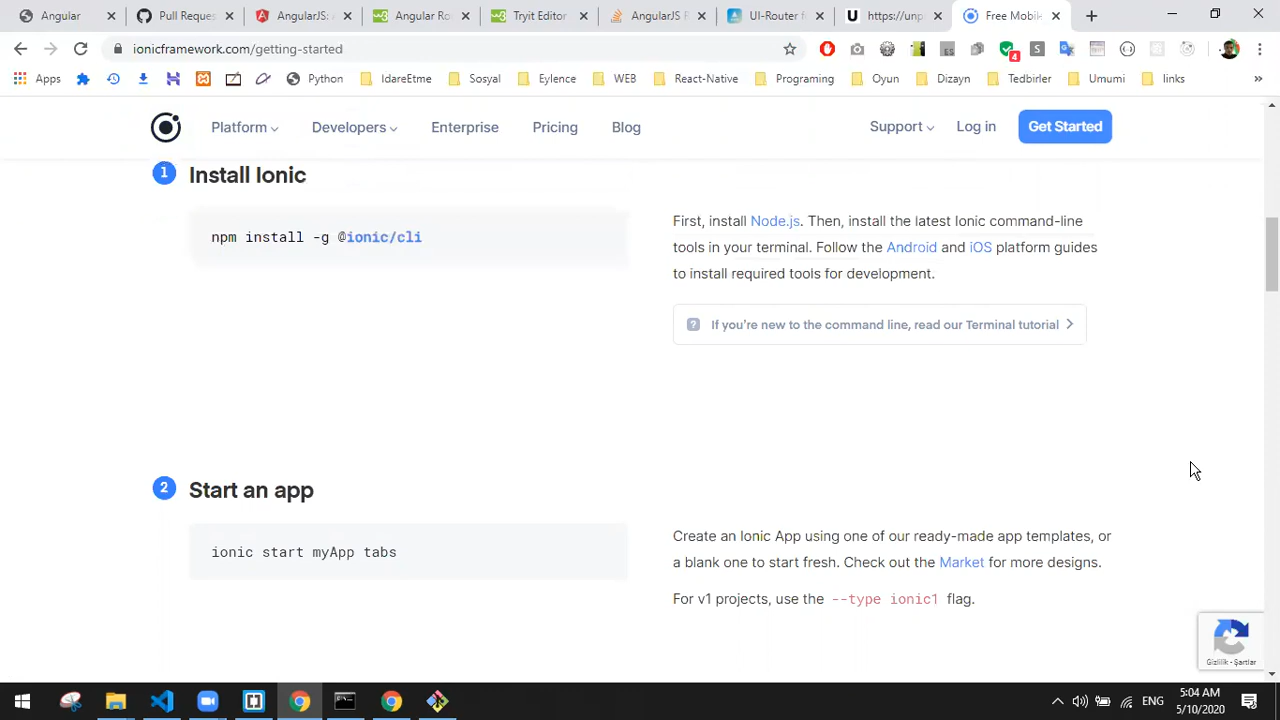 Angular
Pull Reques
AngularJS: A
Angular Ro
Tryit Editor
AngularJS R
UI-Router f
https://unp
Free Mobile
ionicframework.com/getting-started
4
Apps
Python
IdareEtme
Sosyal
Eylence
WEB
React-Native
Programing
Oyun
Dizayn
Tedbirler
Umumi
links
»
Platform
Developers
Enterprise
Pricing
Blog
Support
Log in
Get Started
1
Install Ionic
npm install -g @ionic/cli
First, install Node.js. Then, install the latest Ionic command-line
tools in your terminal. Follow the Android and iOS platform guides
to install required tools for development.
? If you're new to the command line, read our Terminal tutorial
2
Start an app
ionic start myApp tabs
Create an Ionic App using one of our ready-made app templates, or
a blank one to start fresh. Check out the Market for more designs.
For v1 projects, use the --type ionic1 flag.
Gizlilik - Şartlar
ENG
5:04 AM
5/10/2020